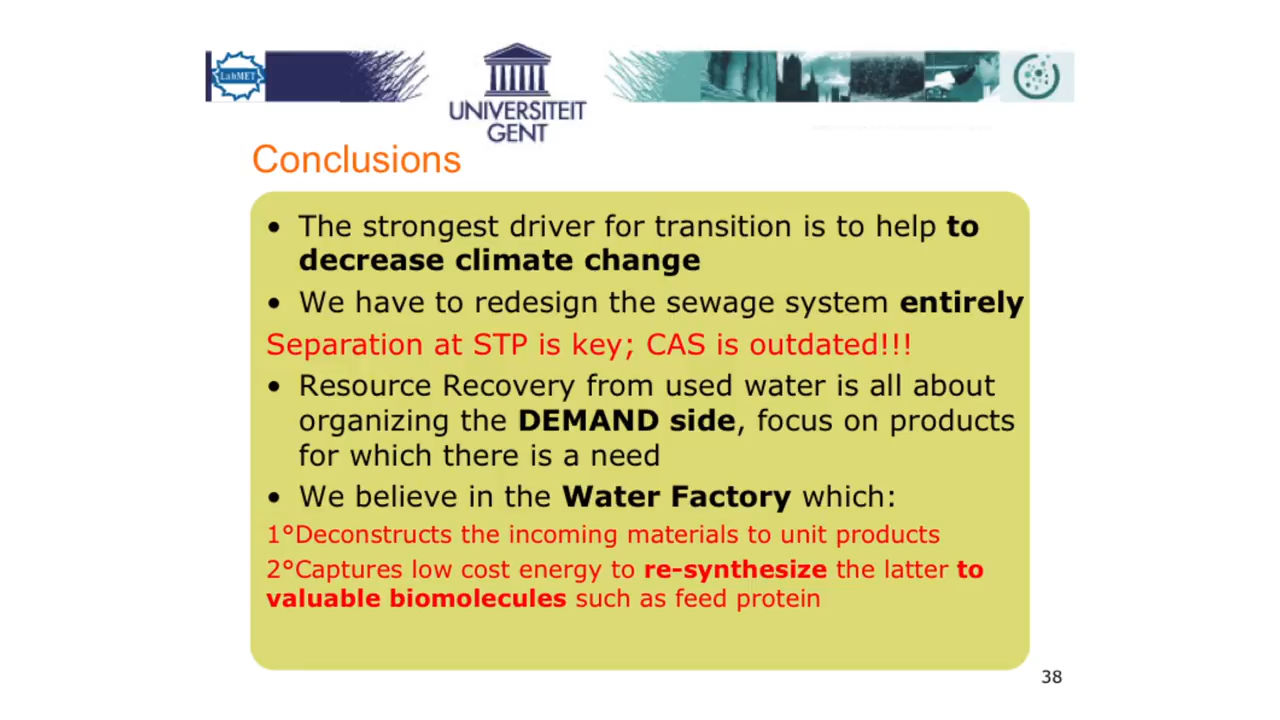 LabMET
UNIVERSITEIT
GENT
Conclusions
• The strongest driver for transition is to help to
decrease climate change
• We have to redesign the sewage system entirely
Separation at STP is key; CAS is outdated!!!
• Resource Recovery from used water is all about
organizing the DEMAND side, focus on products
for which there is a need
• We believe in the Water Factory which:
1°Deconstructs the incoming materials to unit products
2°Captures low cost energy to re-synthesize the latter to
valuable biomolecules such as feed protein
38